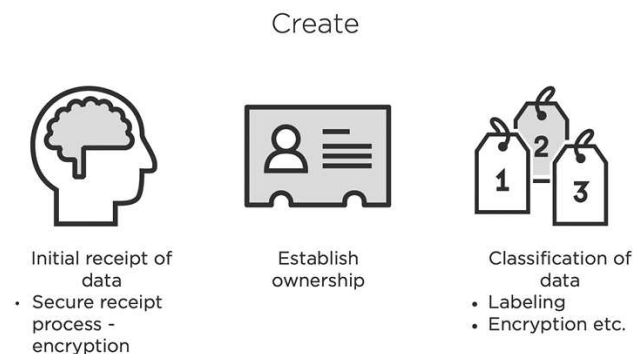 Create
Initial receipt of
data
• Secure receipt
process -
encryption
Establish
ownership
1
2
3
Classification of
data
• Labeling
• Encryption etc.